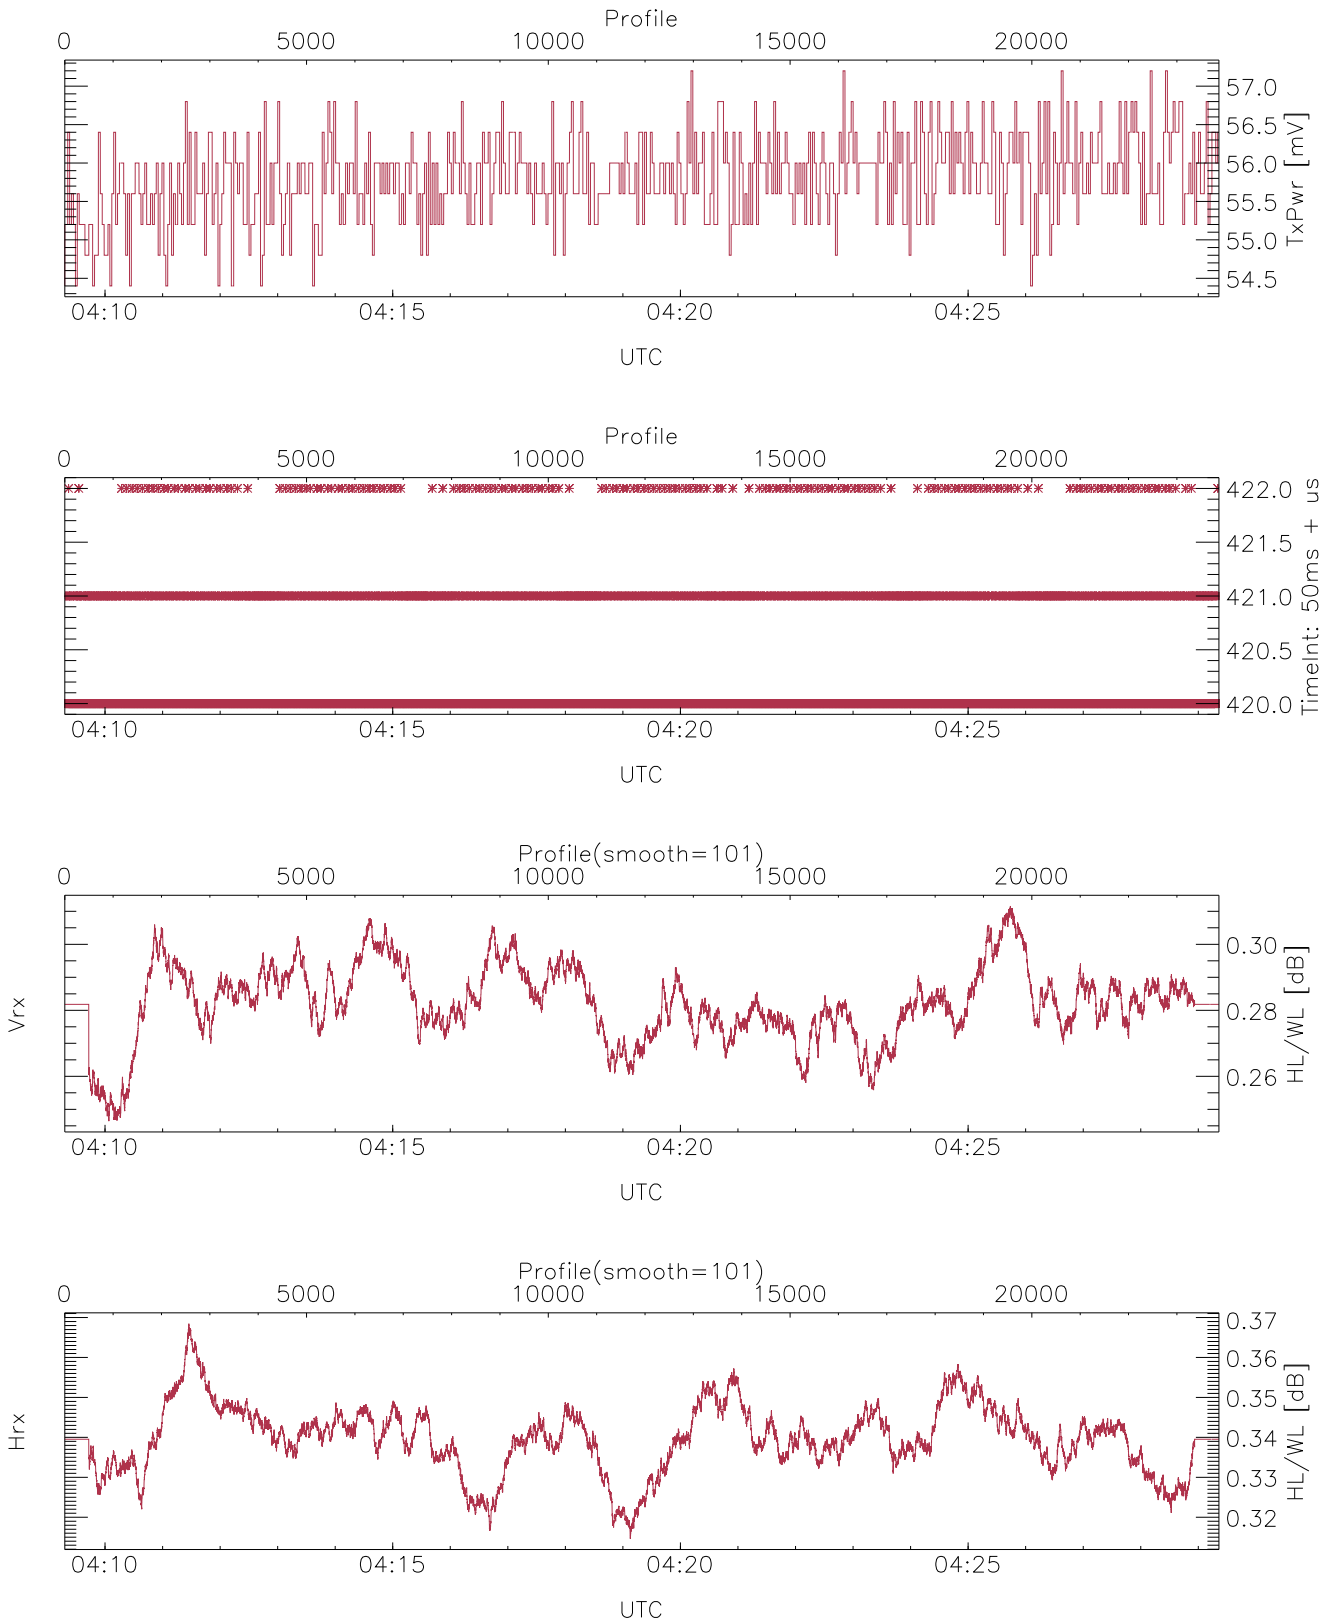 Profile
0 5000 10000 15000 20000
57.0
56.5
56.0
55.5
55.0
54.5
TxPwr [mV]
04:10 04:15 04:20 04:25
UTC
Profile
0 5000 10000 15000 20000
422.0
421.5
421.0
420.5
420.0
TimeInt: 50ms + us
04:10 04:15 04:20 04:25
UTC
Profile(smooth=101)
0 5000 10000 15000 20000
Vrx
0.30
0.28
0.26
HL/WL [dB]
04:10 04:15 04:20 04:25
UTC
Profile(smooth=101)
0 5000 10000 15000 20000
Hrx
0.37
0.36
0.35
0.34
0.33
0.32
HL/WL [dB]
04:10 04:15 04:20 04:25
UTC